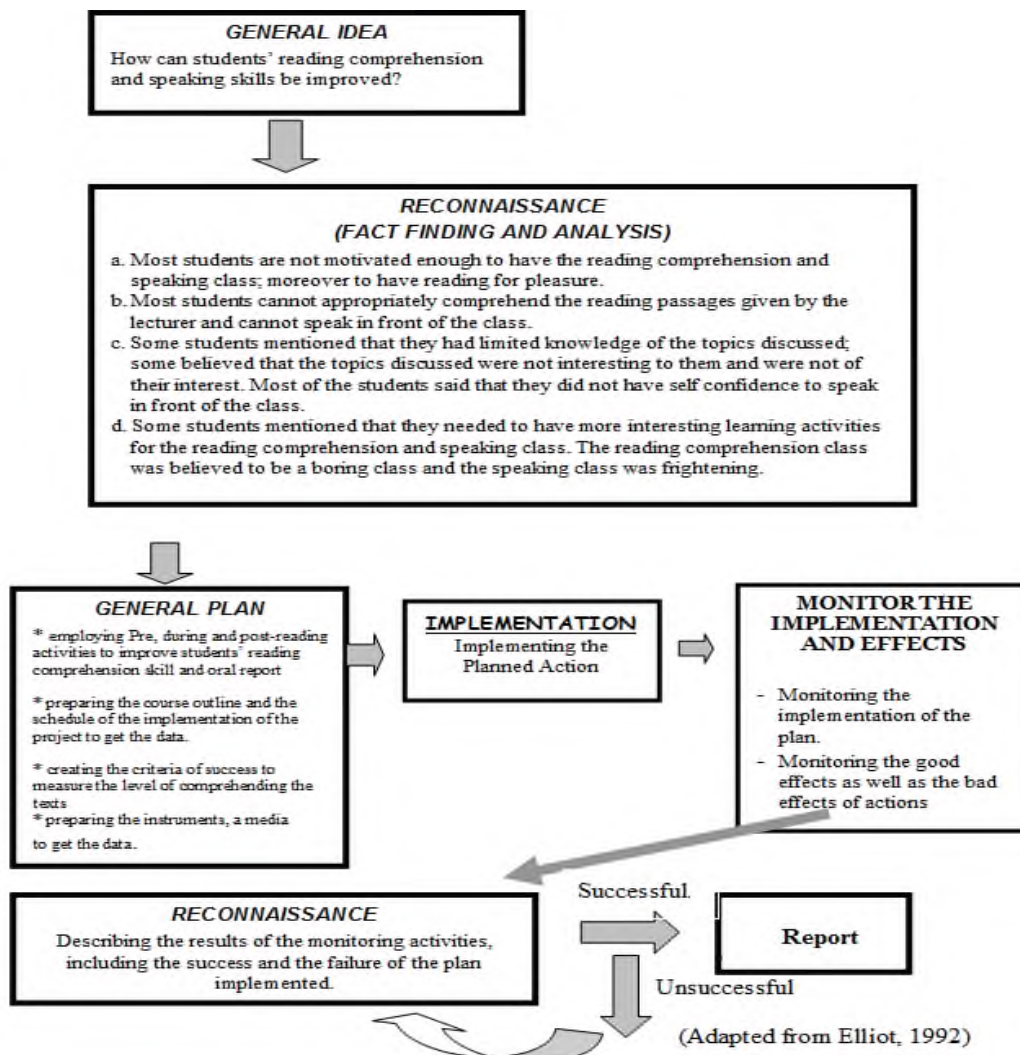 GENERAL IDEA
How can students' reading comprehension
and speaking skills be improved?
RECONNAISSANCE
(FACT FINDING AND ANALYSIS)
a. Most students are not motivated enough to have the reading comprehension and
speaking class; moreover to have reading for pleasure.
b. Most students cannot appropriately comprehend the reading passages given by the
lecturer and cannot speak in front of the class.
c. Some students mentioned that they had limited knowledge of the topics discussed;
some believed that the topics discussed were not interesting to them and were not of
their interest. Most of the students said that they did not have self confidence to speak
in front of the class.
d. Some students mentioned that they needed to have more interesting learning activities
for the reading comprehension and speaking class. The reading comprehension class
was believed to be a boring class and the speaking class was frightening.
GENERAL PLAN
* employing Pre, during and post-reading
activities to improve students' reading
comprehension skill and oral report
* preparing the course outline and the
schedule of the implementation of the
project to get the data.
* creating the criteria of success to
measure the level of comprehending the
texts
* preparing the instruments, a media
to get the data.
IMPLEMENTATION
Implementing the
Planned Action
MONITOR THE
IMPLEMENTATION
AND EFFECTS
- Monitoring the
implementation of the
plan.
- Monitoring the good
effects as well as the bad
effects of actions
RECONNAISSANCE
Describing the results of the monitoring activities,
including the success and the failure of the plan
implemented.
Successful.
Report
Unsuccessful
(Adapted from Elliot, 1992)